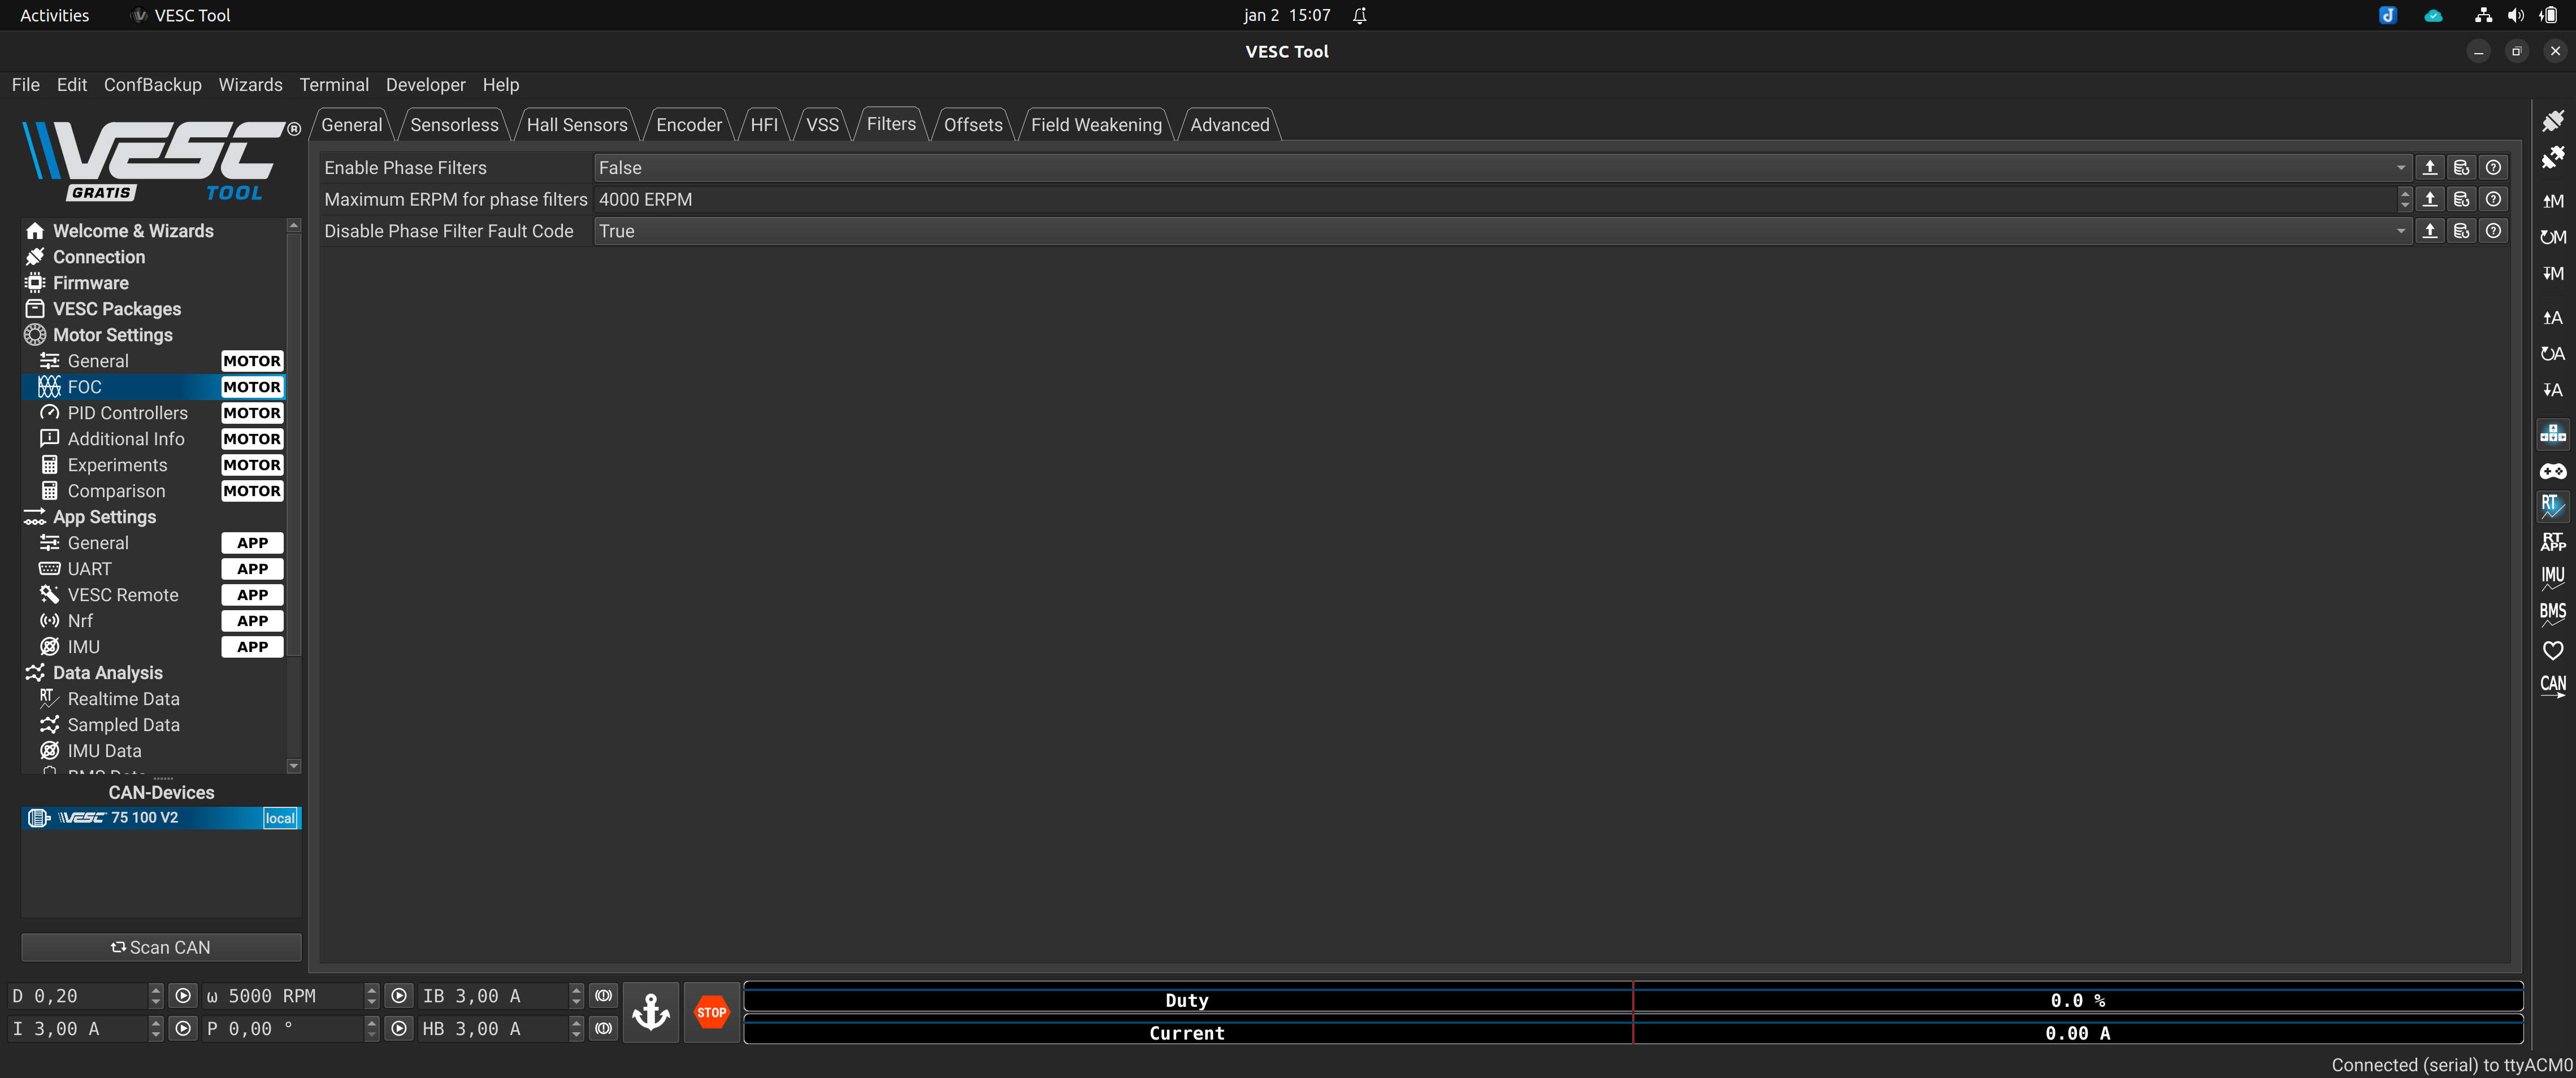 Activities
VESC Tool
jan 2 15:07
VESC Tool
File Edit ConfBackup Wizards Terminal Developer Help
VESC®
GRATIS TOOL
General Sensorless Hall Sensors Encoder HFI VSS Filters Offsets Field Weakening Advanced
Enable Phase Filters False
Maximum ERPM for phase filters 4000 ERPM
Disable Phase Filter Fault Code True
Welcome & Wizards
Connection
Firmware
VESC Packages
Motor Settings
General MOTOR
FOC MOTOR
PID Controllers MOTOR
Additional Info MOTOR
Experiments MOTOR
Comparison MOTOR
App Settings
General APP
UART APP
VESC Remote APP
Nrf APP
IMU APP
Data Analysis
RT Realtime Data
Sampled Data
IMU Data
BMS Data
CAN-Devices
VESC 75 100 V2 local
Scan CAN
M
M
M
A
A
A
RT
RT APP
IMU
BMS
CAN
D 0,20 ω 5000 RPM IB 3,00 A
I 3,00 A P 0,00 ° HB 3,00 A
STOP
Duty 0.0 %
Current 0.00 A
Connected (serial) to ttyACM0